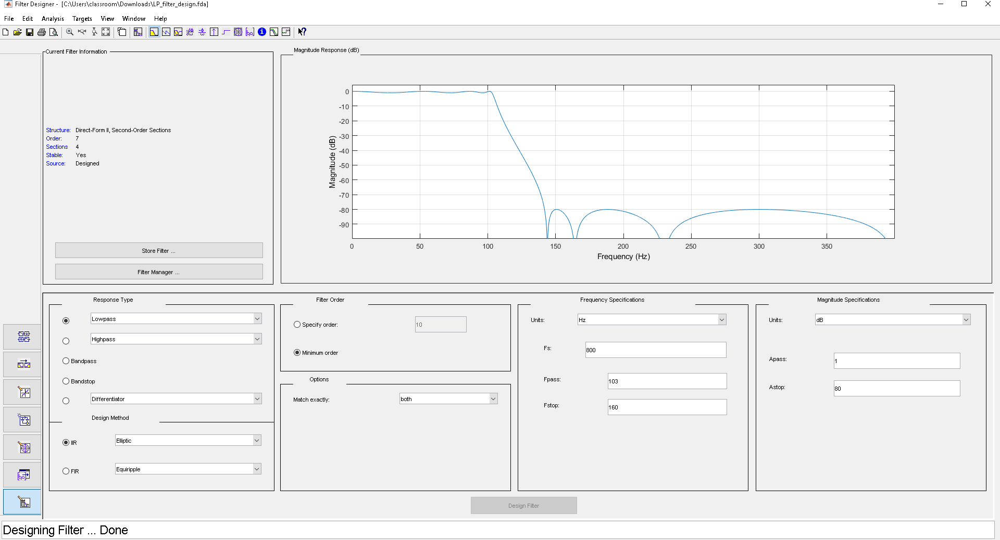 Filter Designer - [C:\Users\classroom\Downloads\LP_filter_design.fda]
File Edit Analysis Targets View Window Help
Current Filter Information
Structure: Direct-Form II, Second-Order Sections
Order: 7
Sections 4
Stable: Yes
Source: Designed
Store Filter ...
Filter Manager ...
Magnitude Response (dB)
0
-10
-20
-30
-40
-50
-60
-70
-80
-90
Magnitude (dB)
0 50 100 150 200 250 300 350
Frequency (Hz)
Response Type
Lowpass
Highpass
Bandpass
Bandstop
Differentiator
Design Method
IIR Elliptic
FIR Equiripple
Filter Order
Specify order: 10
Minimum order
Options
Match exactly: both
Frequency Specifications
Units: Hz
Fs: 800
Fpass: 103
Fstop: 160
Magnitude Specifications
Units: dB
Apass: 1
Astop: 80
Design Filter
Designing Filter ... Done